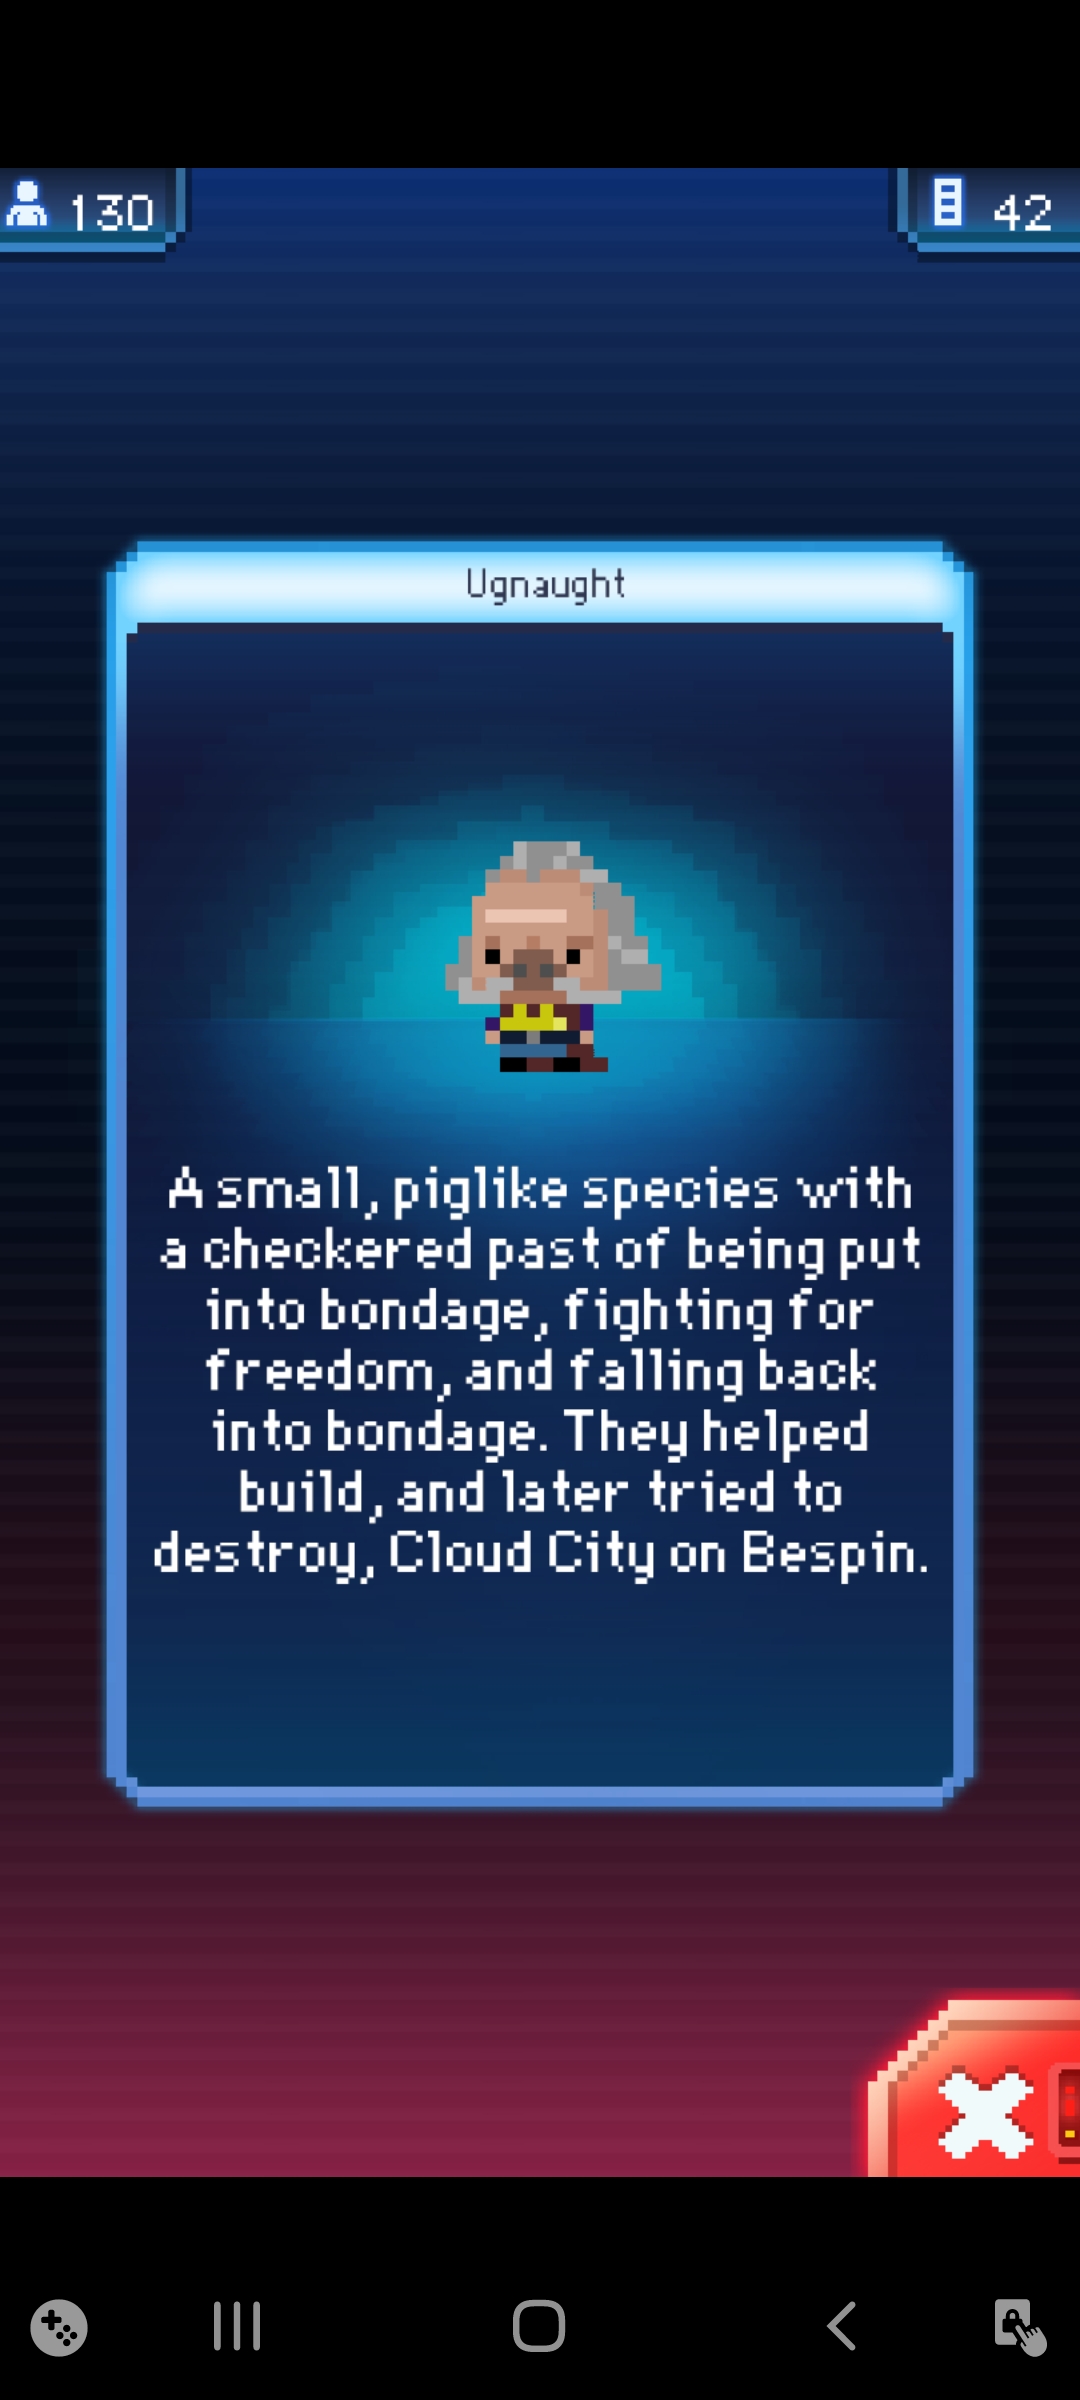 130
42
Ugnaught
A small, piglike species with
a checkered past of being put
into bondage, fighting for
freedom, and falling back
into bondage. They helped
build, and later tried to
destroy, Cloud City on Bespin.